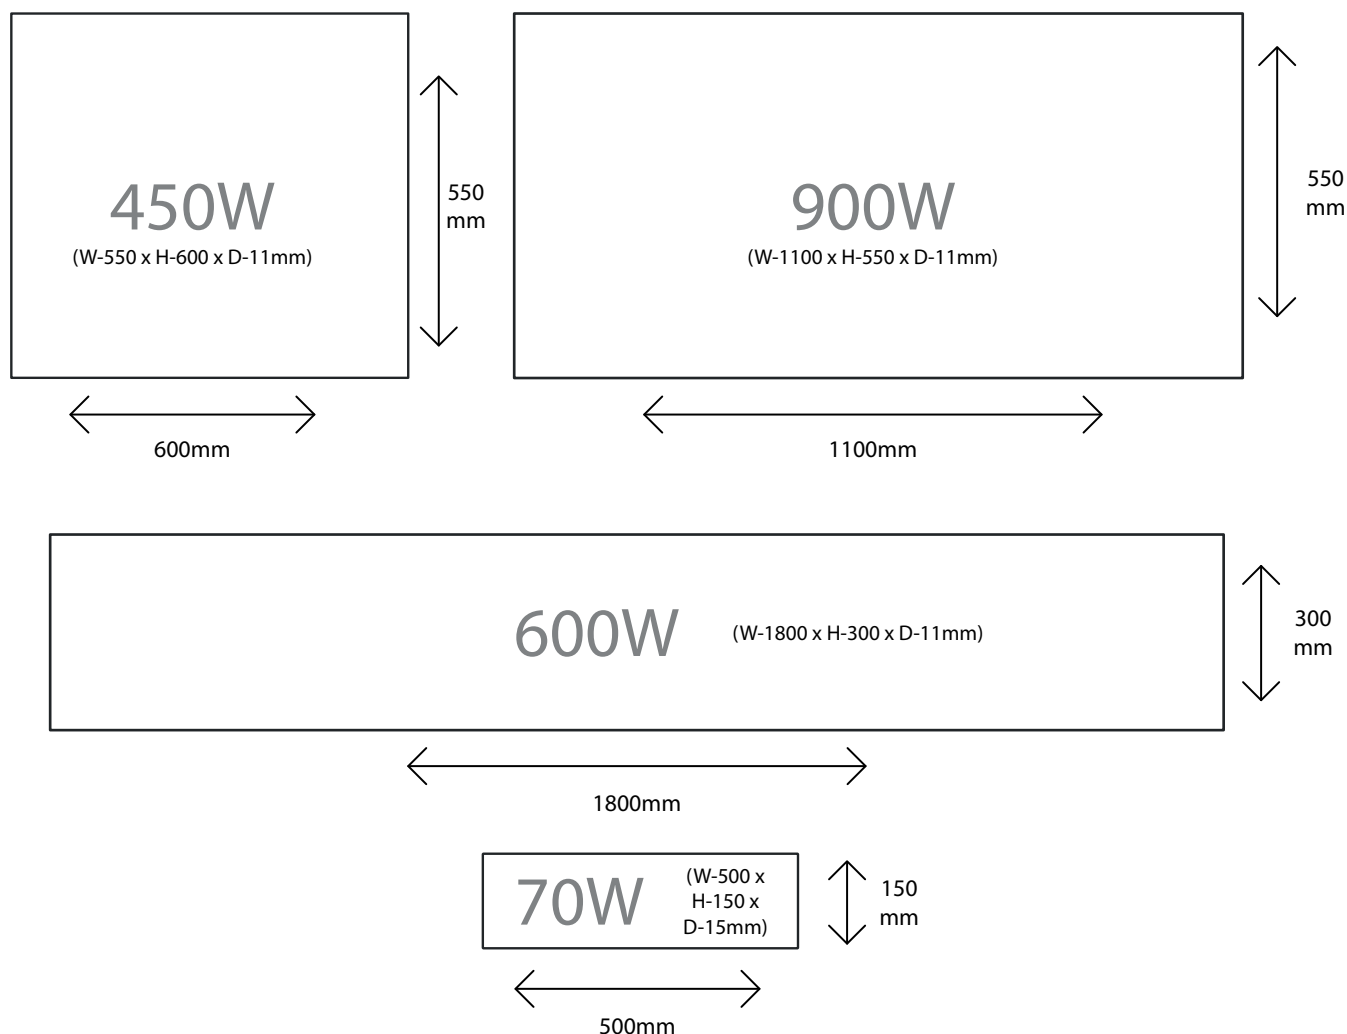 450W
(W-550 x H-600 x D-11mm)
550
mm
600mm
900W
(W-1100 x H-550 x D-11mm)
550
mm
1100mm
600W
(W-1800 x H-300 x D-11mm)
300
mm
1800mm
70W
(W-500 x
H-150 x
D-15mm)
150
mm
500mm